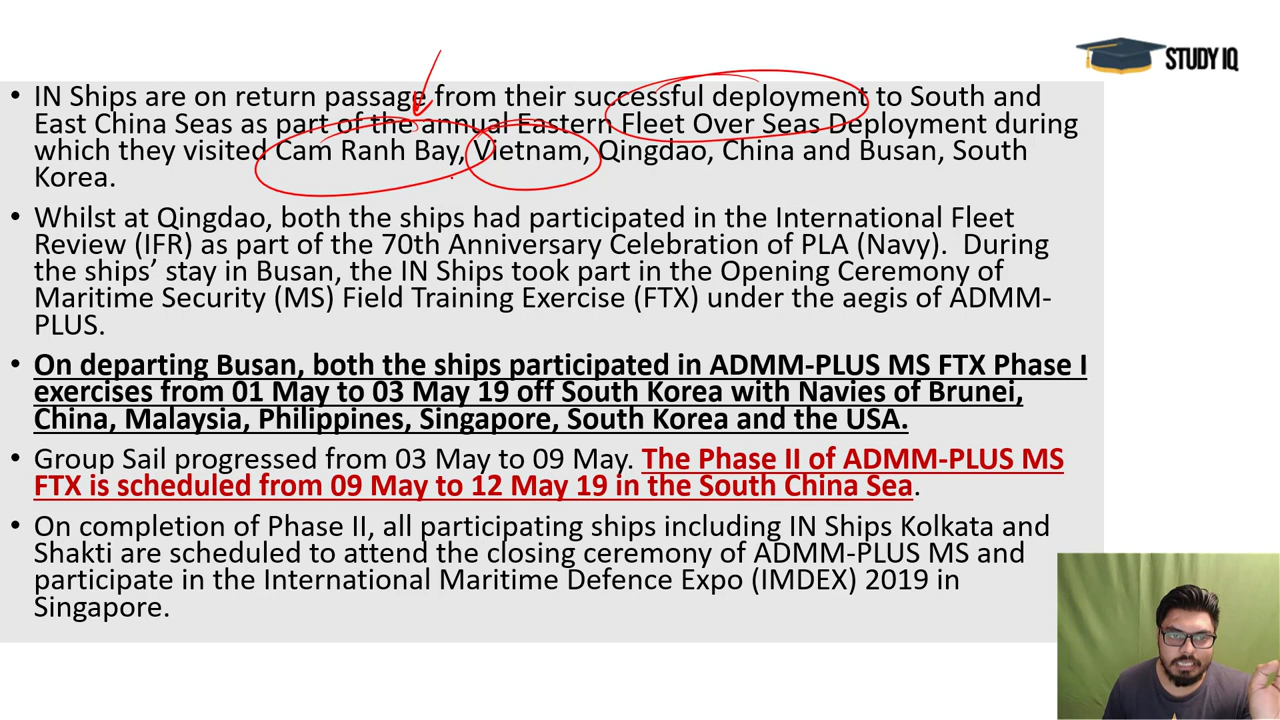 STUDY IQ
• IN Ships are on return passage from their successful deployment to South and
East China Seas as part of the annual Eastern Fleet Over Seas Deployment during
which they visited Cam Ranh Bay, Vietnam, Qingdao, China and Busan, South
Korea.
• Whilst at Qingdao, both the ships had participated in the International Fleet
Review (IFR) as part of the 70th Anniversary Celebration of PLA (Navy).  During
the ships’ stay in Busan, the IN Ships took part in the Opening Ceremony of
Maritime Security (MS) Field Training Exercise (FTX) under the aegis of ADMM-
PLUS.
• On departing Busan, both the ships participated in ADMM-PLUS MS FTX Phase I
exercises from 01 May to 03 May 19 off South Korea with Navies of Brunei,
China, Malaysia, Philippines, Singapore, South Korea and the USA.
• Group Sail progressed from 03 May to 09 May. The Phase II of ADMM-PLUS MS
FTX is scheduled from 09 May to 12 May 19 in the South China Sea.
• On completion of Phase II, all participating ships including IN Ships Kolkata and
Shakti are scheduled to attend the closing ceremony of ADMM-PLUS MS and
participate in the International Maritime Defence Expo (IMDEX) 2019 in
Singapore.